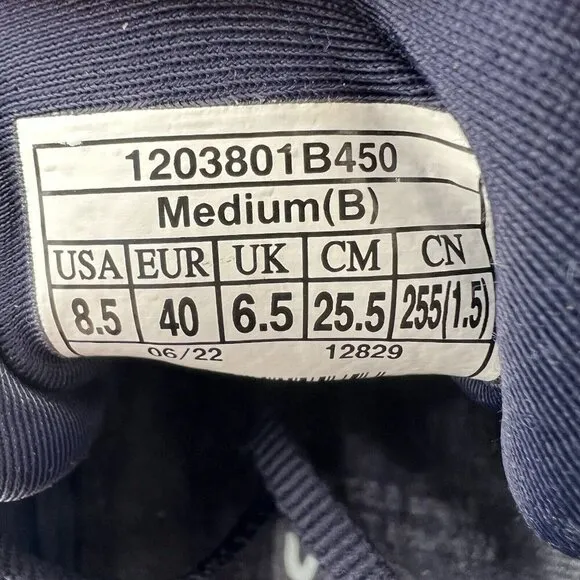 1203801B450
Medium(B)
USA EUR UK CM CN
8.5 40 6.5 25.5 255(1.5)
06/22 12829